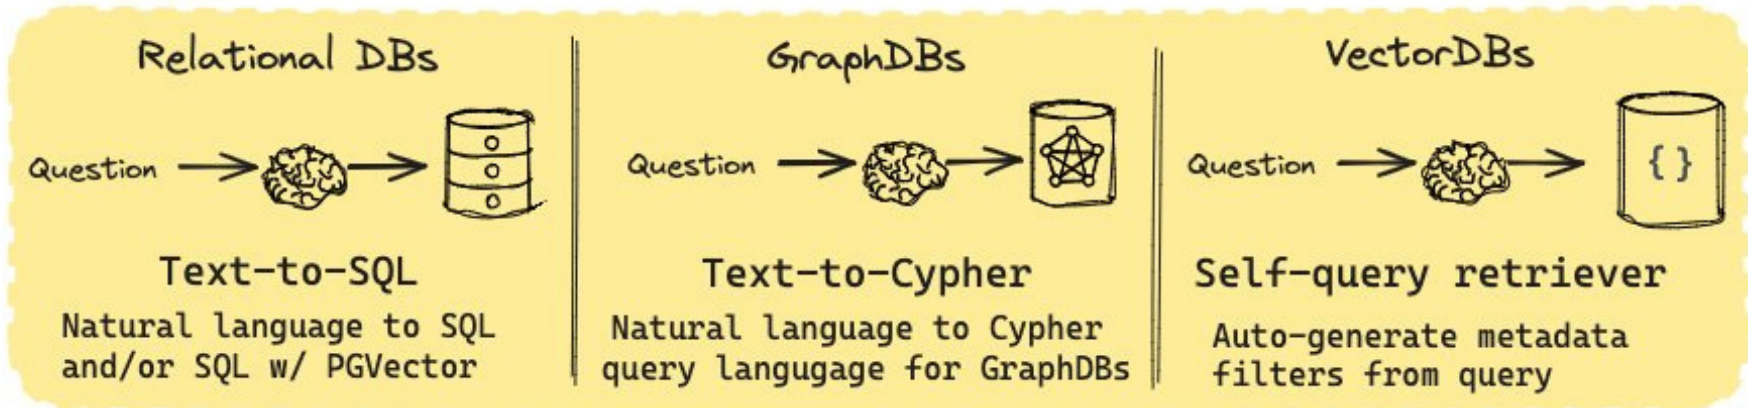 Relational DBs
Question
Text-to-SQL
Natural language to SQL
and/or SQL w/ PGVector
GraphDBs
Question
Text-to-Cypher
Natural language to Cypher
query langugage for GraphDBs
VectorDBs
Question
{ }
Self-query retriever
Auto-generate metadata
filters from query